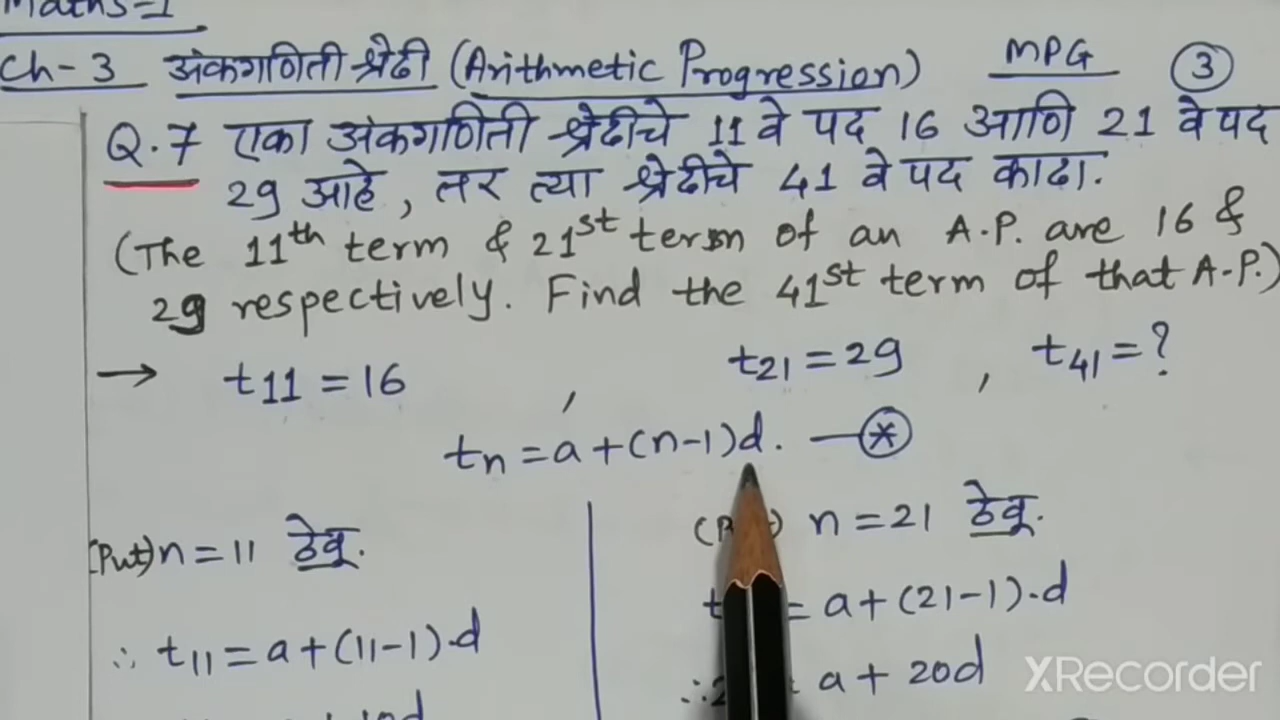 Maths-1
Ch-3 अंकगणिती श्रेढी (Arithmetic Progression) MPG 3
Q.7 एका अंकगणिती श्रेढीचे 11 वे पद 16 आणि 21 वे पद
29 आहे, तर त्या श्रेढीचे 41 वे पद काढा.
(The 11th term & 21st term of an A.P. are 16 &
29 respectively. Find the 41st term of that A.P.)
→ t11 = 16 , t21 = 29 , t41 = ?
tn = a + (n-1)d. —*
(Put) n = 11 ठेवू.
n = 21 ठेवू.
∴ t11 = a + (11-1).d
= a + (21-1).d
a + 20d
XRecorder